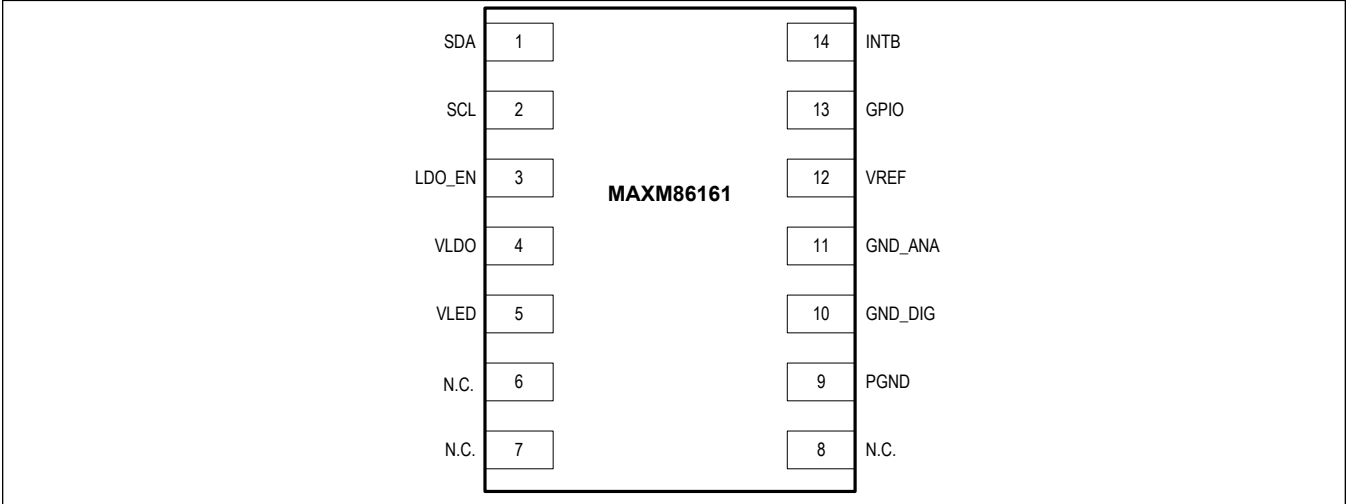 SDA 1 14 INTB
SCL 2 13 GPIO
LDO_EN 3 12 VREF
MAXM86161
VLDO 4 11 GND_ANA
VLED 5 10 GND_DIG
N.C. 6 9 PGND
N.C. 7 8 N.C.